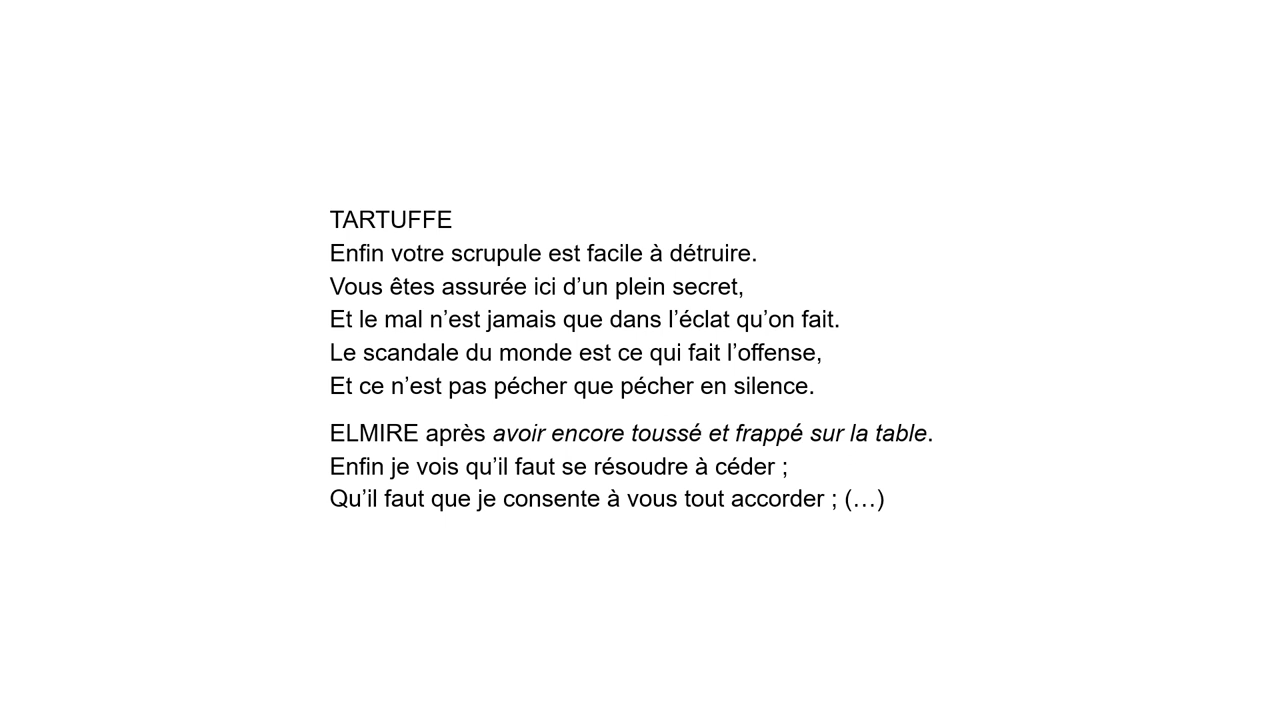 TARTUFFE
Enfin votre scrupule est facile à détruire.
Vous êtes assurée ici d’un plein secret,
Et le mal n’est jamais que dans l’éclat qu’on fait.
Le scandale du monde est ce qui fait l’offense,
Et ce n’est pas pécher que pécher en silence.
ELMIRE après avoir encore toussé et frappé sur la table.
Enfin je vois qu’il faut se résoudre à céder ;
Qu’il faut que je consente à vous tout accorder ; (…)